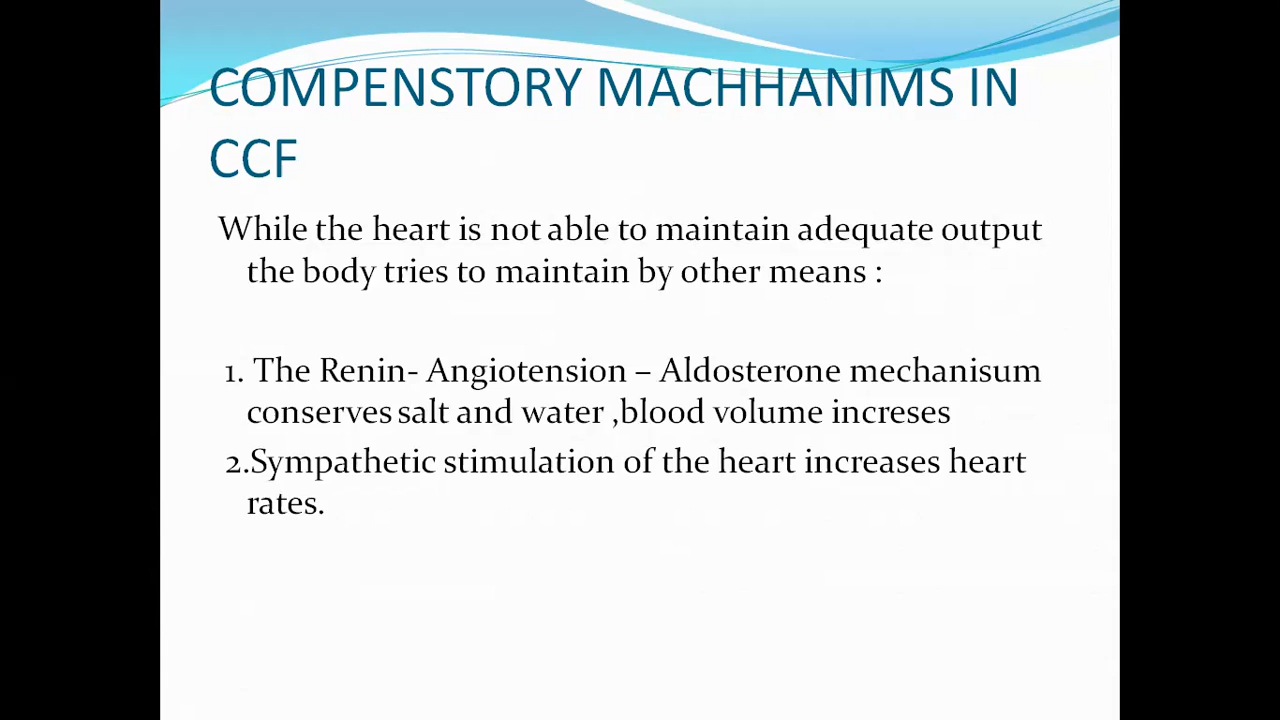 COMPENSTORY MACHHANIMS IN
CCF
While the heart is not able to maintain adequate output
the body tries to maintain by other means :
1. The Renin- Angiotension – Aldosterone mechanisum
conserves salt and water ,blood volume increses
2.Sympathetic stimulation of the heart increases heart
rates.